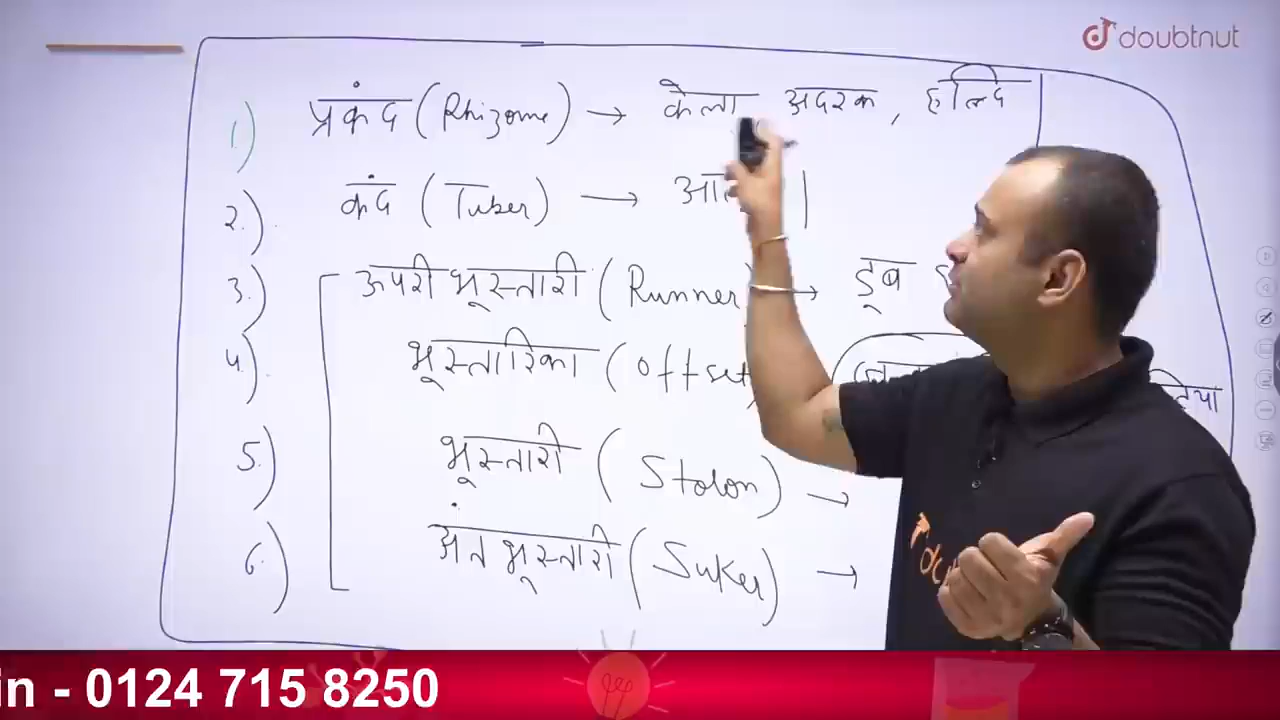 doubtnut
1) प्रकंद (Rhizome) → केला अदरक, हल्दि
2) कंद (Tuber) →
3) ऊपरी भूस्तारी (Runner) → डूब
4) भूस्तारिका (offset)
5) भूस्तारी (Stolon) →
6) अंत भूस्तारी (Suker) →
in - 0124 715 8250